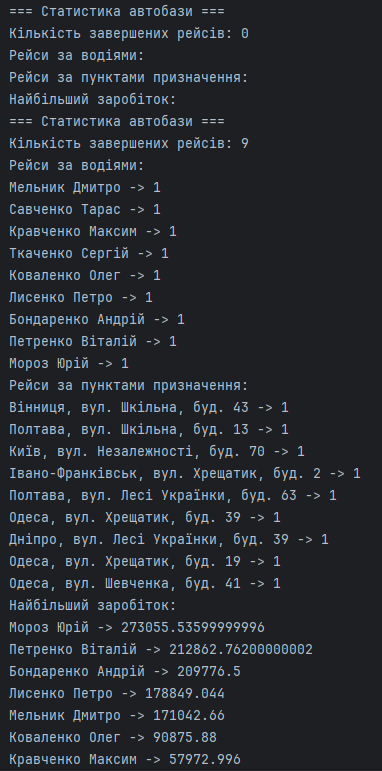 === Статистика автобази ===
Кількість завершених рейсів: 0
Рейси за водіями:
Рейси за пунктами призначення:
Найбільший заробіток:
=== Статистика автобази ===
Кількість завершених рейсів: 9
Рейси за водіями:
Мельник Дмитро -> 1
Савченко Тарас -> 1
Кравченко Максим -> 1
Ткаченко Сергій -> 1
Коваленко Олег -> 1
Лисенко Петро -> 1
Бондаренко Андрій -> 1
Петренко Віталій -> 1
Мороз Юрій -> 1
Рейси за пунктами призначення:
Вінниця, вул. Шкільна, буд. 43 -> 1
Полтава, вул. Шкільна, буд. 13 -> 1
Київ, вул. Незалежності, буд. 70 -> 1
Івано-Франківськ, вул. Хрещатик, буд. 2 -> 1
Полтава, вул. Лесі Українки, буд. 63 -> 1
Одеса, вул. Хрещатик, буд. 39 -> 1
Дніпро, вул. Лесі Українки, буд. 39 -> 1
Одеса, вул. Хрещатик, буд. 19 -> 1
Одеса, вул. Шевченка, буд. 41 -> 1
Найбільший заробіток:
Мороз Юрій -> 273055.53599999996
Петренко Віталій -> 212862.76200000002
Бондаренко Андрій -> 209776.5
Лисенко Петро -> 178849.044
Мельник Дмитро -> 171042.66
Коваленко Олег -> 90875.88
Кравченко Максим -> 57972.996